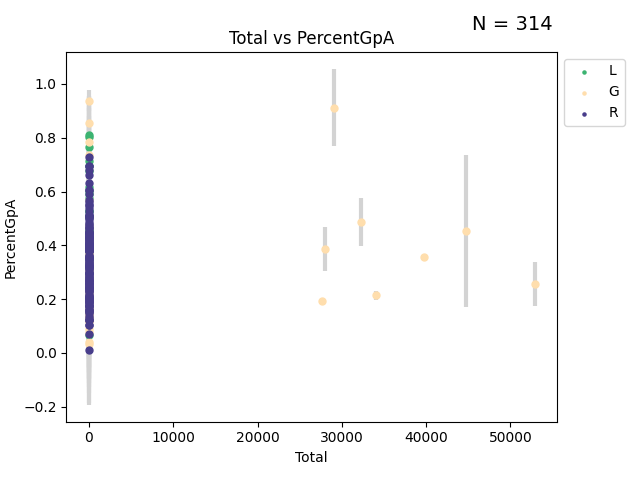 N = 314
Total vs PercentGpA
L
G
R
1.0
0.8
0.6
0.4
0.2
0.0
−0.2
PercentGpA
0
10000
20000
30000
40000
50000
Total